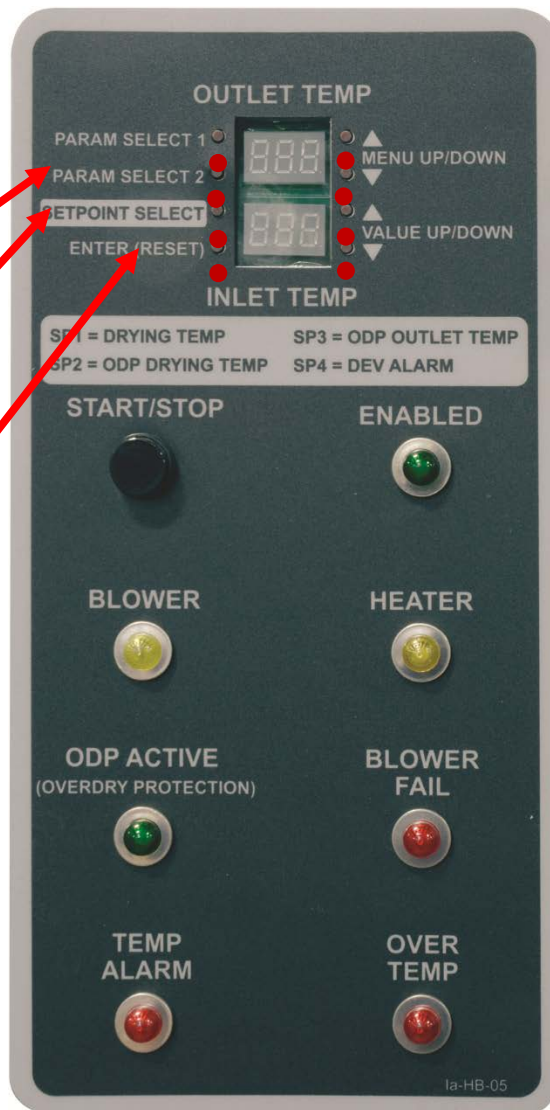 OUTLET TEMP
PARAM SELECT 1
MENU UP/DOWN
PARAM SELECT 2
SETPOINT SELECT
VALUE UP/DOWN
ENTER (RESET)
INLET TEMP
SP1 = DRYING TEMP SP3 = ODP OUTLET TEMP
SP2 = ODP DRYING TEMP SP4 = DEV ALARM
START/STOP
ENABLED
BLOWER
HEATER
ODP ACTIVE
(OVERDRY PROTECTION)
BLOWER
FAIL
TEMP
ALARM
OVER
TEMP
Ia-HB-05